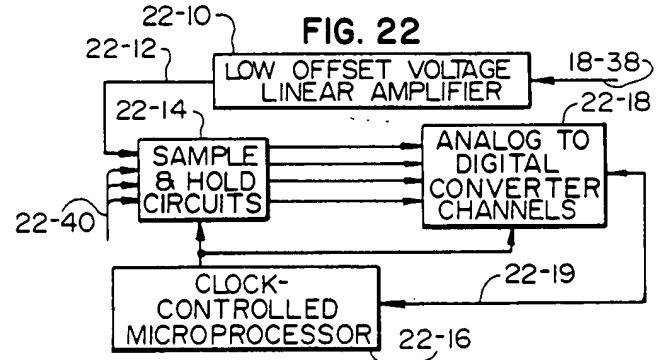 22-10
FIG. 22
22-12
LOW OFFSET VOLTAGE
LINEAR AMPLIFIER
18-38
22-14
22-18
SAMPLE
& HOLD
CIRCUITS
ANALOG TO
DIGITAL
CONVERTER
CHANNELS
22-40
22-19
CLOCK-
CONTROLLED
MICROPROCESSOR
22-16